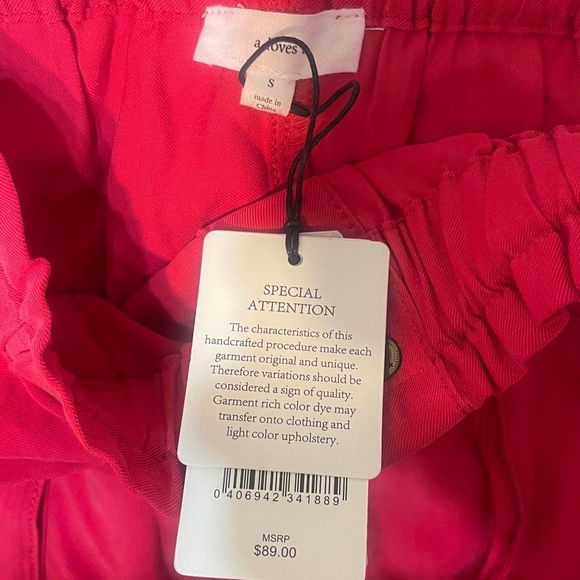 a loves
S
made in
China
SPECIAL
ATTENTION
The characteristics of this
handcrafted procedure make each
garment original and unique.
Therefore variations should be
considered a sign of quality.
Garment rich color dye may
transfer onto clothing and
light color upholstery.
0 406942 341889
MSRP
$89.00